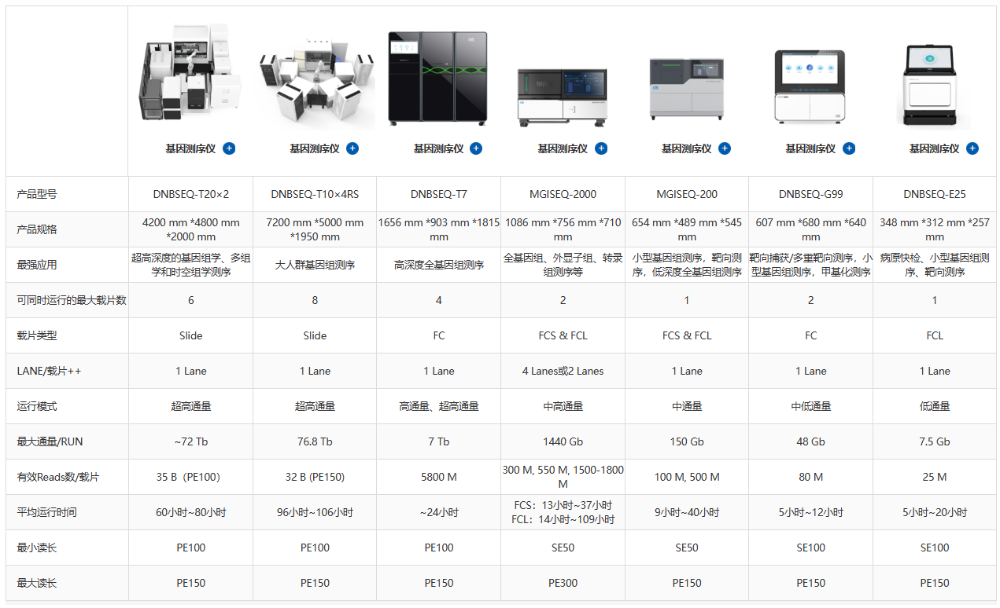 基因测序仪 + 基因测序仪 + 基因测序仪 + 基因测序仪 + 基因测序仪 + 基因测序仪 + 基因测序仪 +
产品型号 DNBSEQ-T20×2 DNBSEQ-T10×4RS DNBSEQ-T7 MGISEQ-2000 MGISEQ-200 DNBSEQ-G99 DNBSEQ-E25
产品规格 4200 mm *4800 mm *2000 mm 7200 mm *5000 mm *1950 mm 1656 mm *903 mm *1815 mm 1086 mm *756 mm *710 mm 654 mm *489 mm *545 mm 607 mm *680 mm *640 mm 348 mm *312 mm *257 mm
最强应用 超高深度的基因组学、多组学和时空组学测序 大人群基因组测序 高深度全基因组测序 全基因组、外显子组、转录组测序等 小型基因组测序，靶向测序，低深度全基因组测序 靶向捕获/多重靶向测序，小型基因组测序，甲基化测序 病原快检、小型基因组测序、靶向测序
可同时运行的最大载片数 6 8 4 2 1 2 1
载片类型 Slide Slide FC FCS & FCL FCS & FCL FC FCL
LANE/载片++ 1 Lane 1 Lane 1 Lane 4 Lanes或2 Lanes 1 Lane 1 Lane 1 Lane
运行模式 超高通量 超高通量 高通量、超高通量 中高通量 中通量 中低通量 低通量
最大通量/RUN ~72 Tb 76.8 Tb 7 Tb 1440 Gb 150 Gb 48 Gb 7.5 Gb
有效Reads数/载片 35 B（PE100） 32 B (PE150) 5800 M 300 M, 550 M, 1500-1800 M 100 M, 500 M 80 M 25 M
平均运行时间 60小时~80小时 96小时~106小时 ~24小时 FCS：13小时~37小时 FCL：14小时~109小时 9小时~40小时 5小时~12小时 5小时~20小时
最小读长 PE100 PE100 PE100 SE50 SE50 SE100 SE100
最大读长 PE150 PE150 PE150 PE300 PE150 PE150 PE150